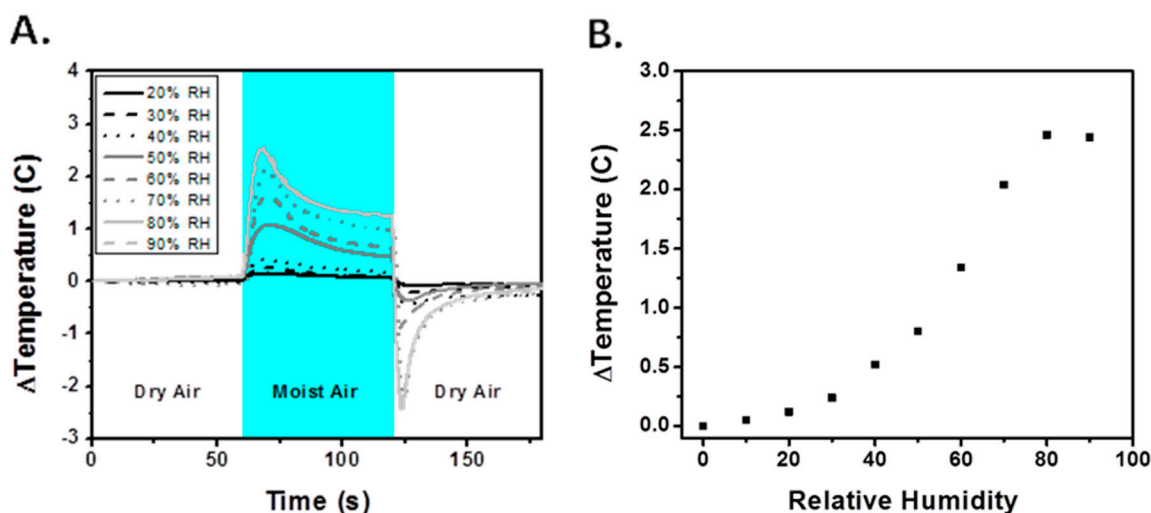 A.
ΔTemperature (C)
4
3
2
1
0
-1
-2
-3
20% RH
30% RH
40% RH
50% RH
60% RH
70% RH
80% RH
90% RH
Dry Air
Moist Air
Dry Air
0
50
100
150
Time (s)
B.
ΔTemperature (C)
3.0
2.5
2.0
1.5
1.0
0.5
0.0
0
20
40
60
80
100
Relative Humidity